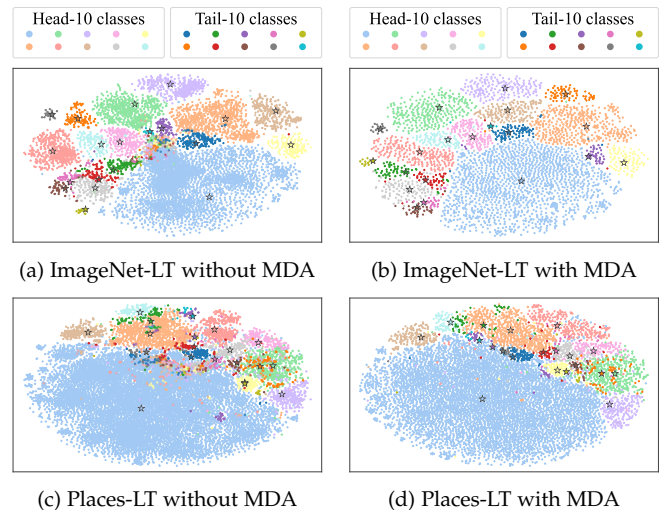 Head-10 classes Tail-10 classes Head-10 classes Tail-10 classes
(a) ImageNet-LT without MDA (b) ImageNet-LT with MDA
(c) Places-LT without MDA (d) Places-LT with MDA